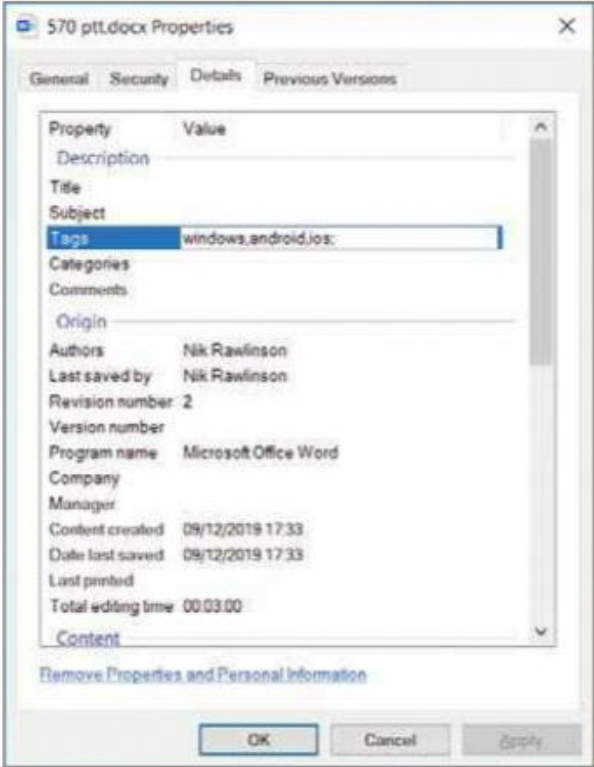 570 ptt.docx Properties
General Security Details Previous Versions
Property Value
Description
Title
Subject
Tags windows,android,ios;
Categories
Comments
Origin
Authors Nik Rawlinson
Last saved by Nik Rawlinson
Revision number 2
Version number
Program name Microsoft Office Word
Company
Manager
Content created 09/12/2019 17:33
Date last saved 09/12/2019 17:33
Last printed
Total editing time 00:03:00
Content
Remove Properties and Personal Information
OK Cancel Apply